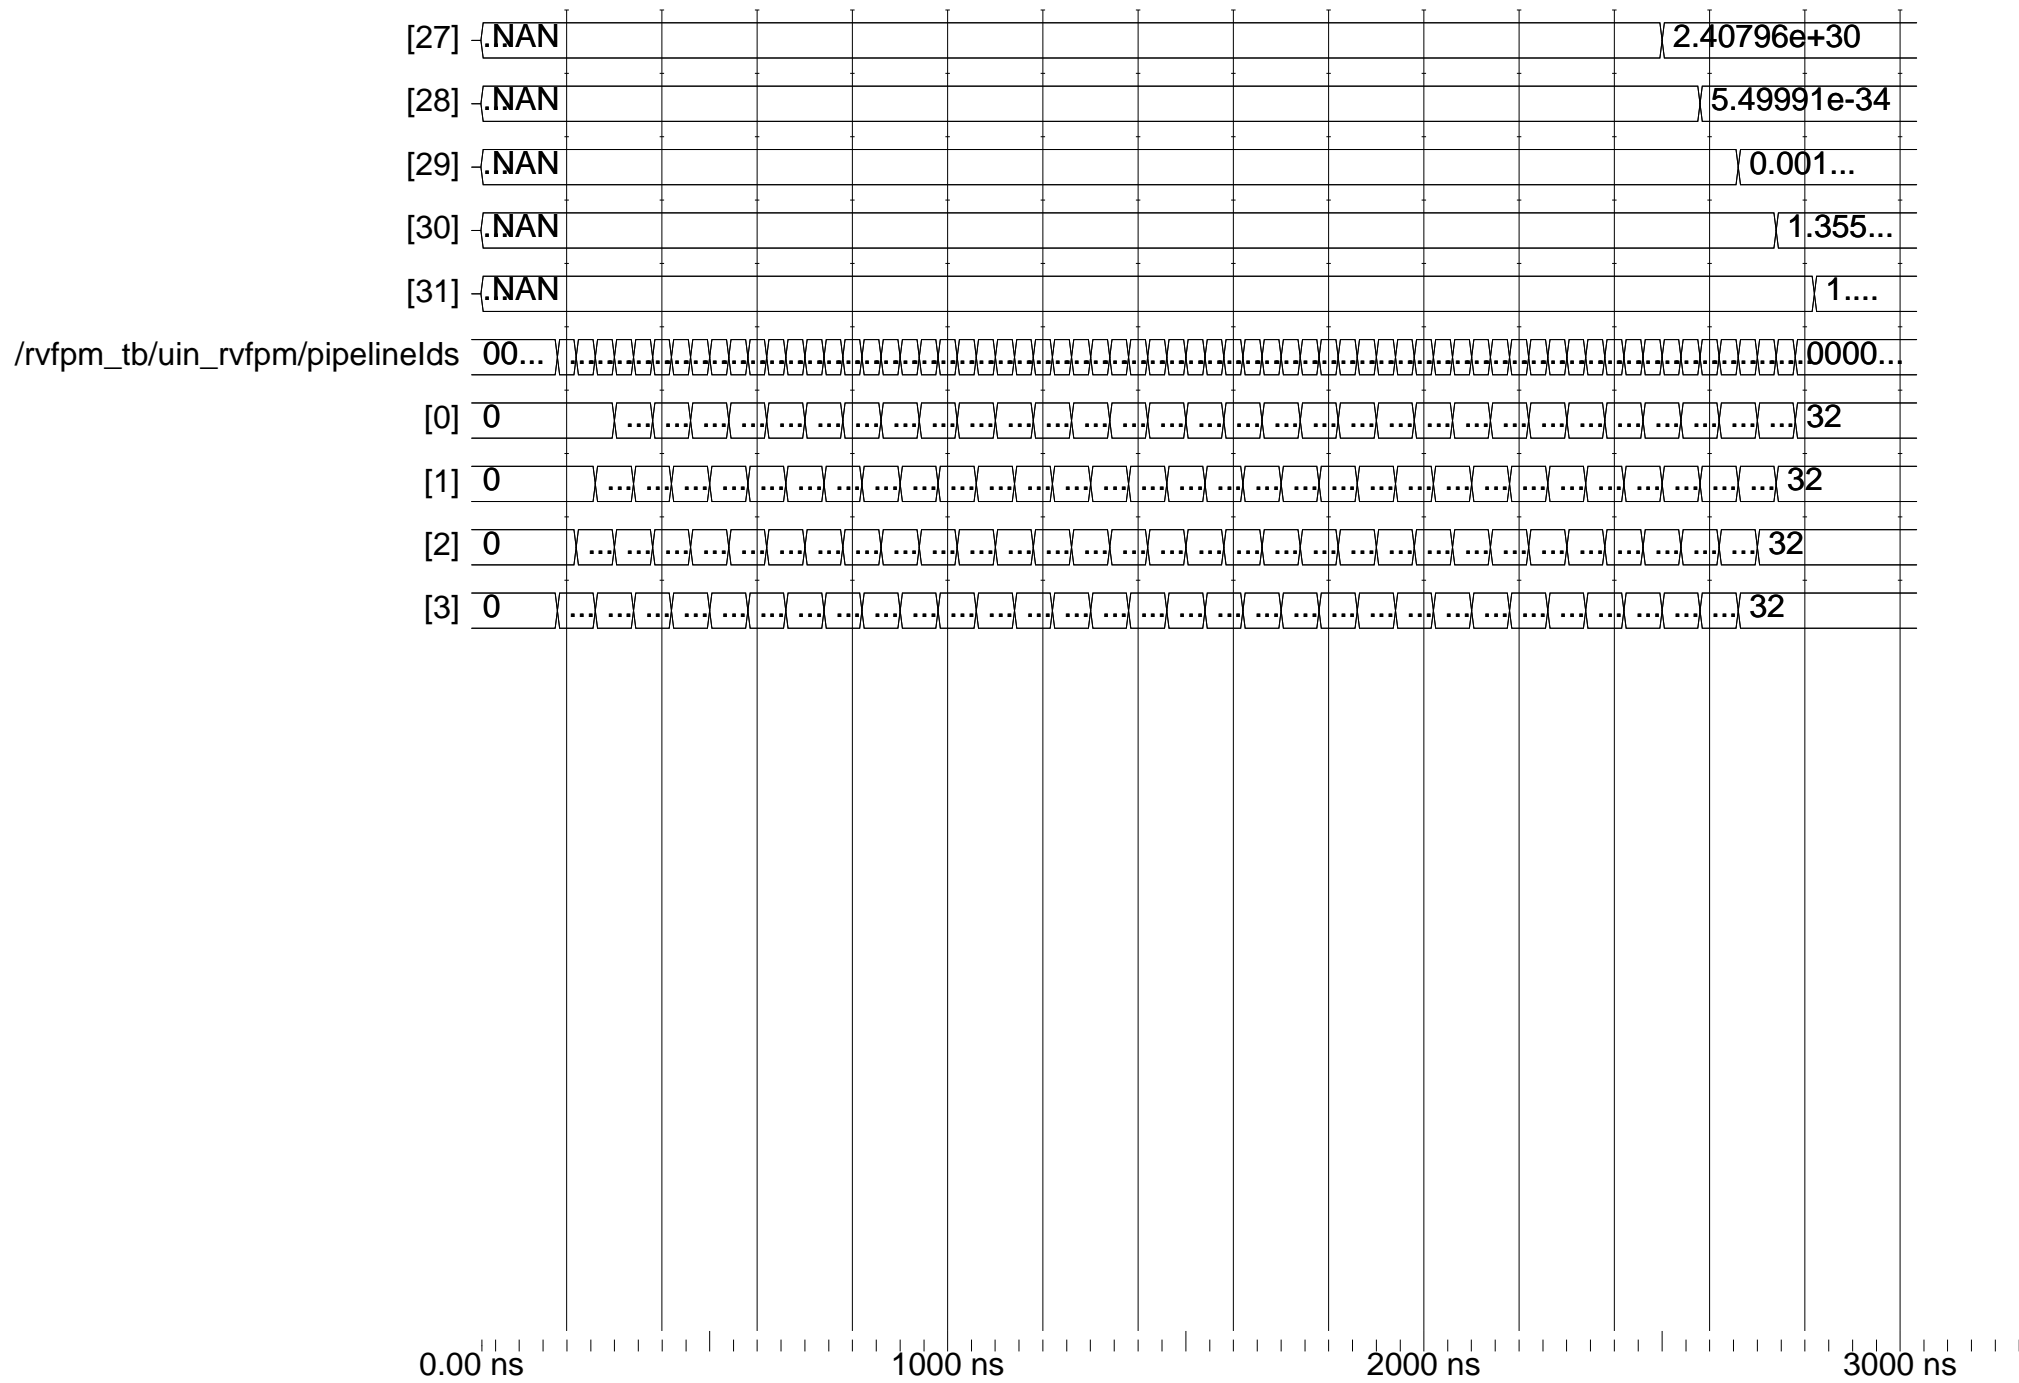 [27] ..NAN 2.40796e+30
[28] ..NAN 5.49991e-34
[29] ..NAN 0.001...
[30] ..NAN 1.355...
[31] ..NAN 1....
/rvfpm_tb/uin_rvfpm/pipelineIds 00... 0000...
[0] 0 ... ... ... ... ... ... ... ... ... ... ... ... ... ... ... ... ... ... ... ... ... ... ... ... ... ... ... ... ... ... ... 32
[1] 0 ... ... ... ... ... ... ... ... ... ... ... ... ... ... ... ... ... ... ... ... ... ... ... ... ... ... ... ... ... ... ... 32
[2] 0 ... ... ... ... ... ... ... ... ... ... ... ... ... ... ... ... ... ... ... ... ... ... ... ... ... ... ... ... ... ... ... 32
[3] 0 ... ... ... ... ... ... ... ... ... ... ... ... ... ... ... ... ... ... ... ... ... ... ... ... ... ... ... ... ... ... ... 32
0.00 ns 1000 ns 2000 ns 3000 ns